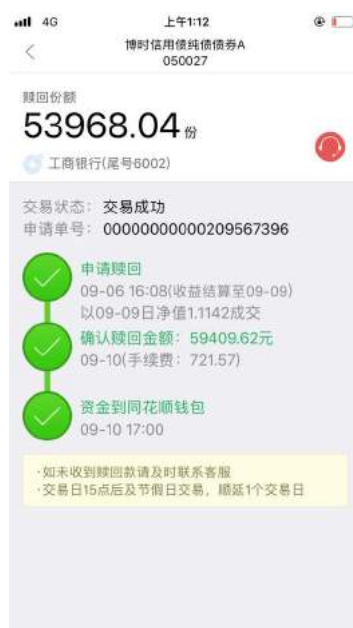 4G 上午1:12
博时信用债纯债债券A
050027
赎回份额
53968.04 份
工商银行(尾号6002)
交易状态： 交易成功
申请单号： 00000000000209567396
申请赎回
09-06 16:08(收益结算至09-09)
以09-09日净值1.1142成交
确认赎回金额：59409.62元
09-10(手续费：721.57)
资金到同花顺钱包
09-10 17:00
·如未收到赎回款请及时联系客服
·交易日15点后及节假日交易，顺延1个交易日